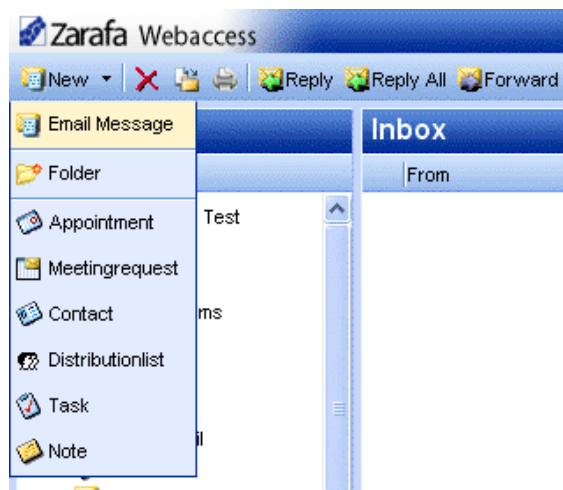 Zarafa Webaccess
New Reply Reply All Forward
Email Message
Inbox
Folder
From
Appointment
Test
Meetingrequest
Contact
ms
Distributionlist
Task
Note
il